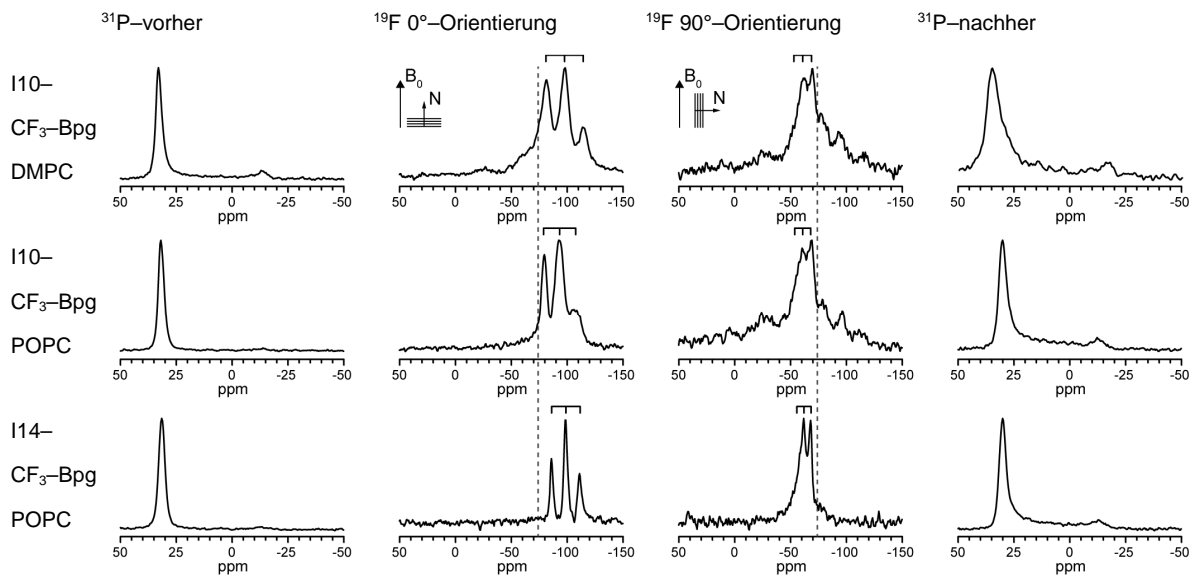 ³¹P–vorher ¹⁹F 0°–Orientierung ¹⁹F 90°–Orientierung ³¹P–nachher
I10–
CF₃–Bpg
DMPC
B₀
N
B₀
N
50 25 0 -25 -50 50 0 -50 -100 -150 50 0 -50 -100 -150 50 25 0 -25 -50
ppm ppm ppm ppm
I10–
CF₃–Bpg
POPC
50 25 0 -25 -50 50 0 -50 -100 -150 50 0 -50 -100 -150 50 25 0 -25 -50
ppm ppm ppm ppm
I14–
CF₃–Bpg
POPC
50 25 0 -25 -50 50 0 -50 -100 -150 50 0 -50 -100 -150 50 25 0 -25 -50
ppm ppm ppm ppm